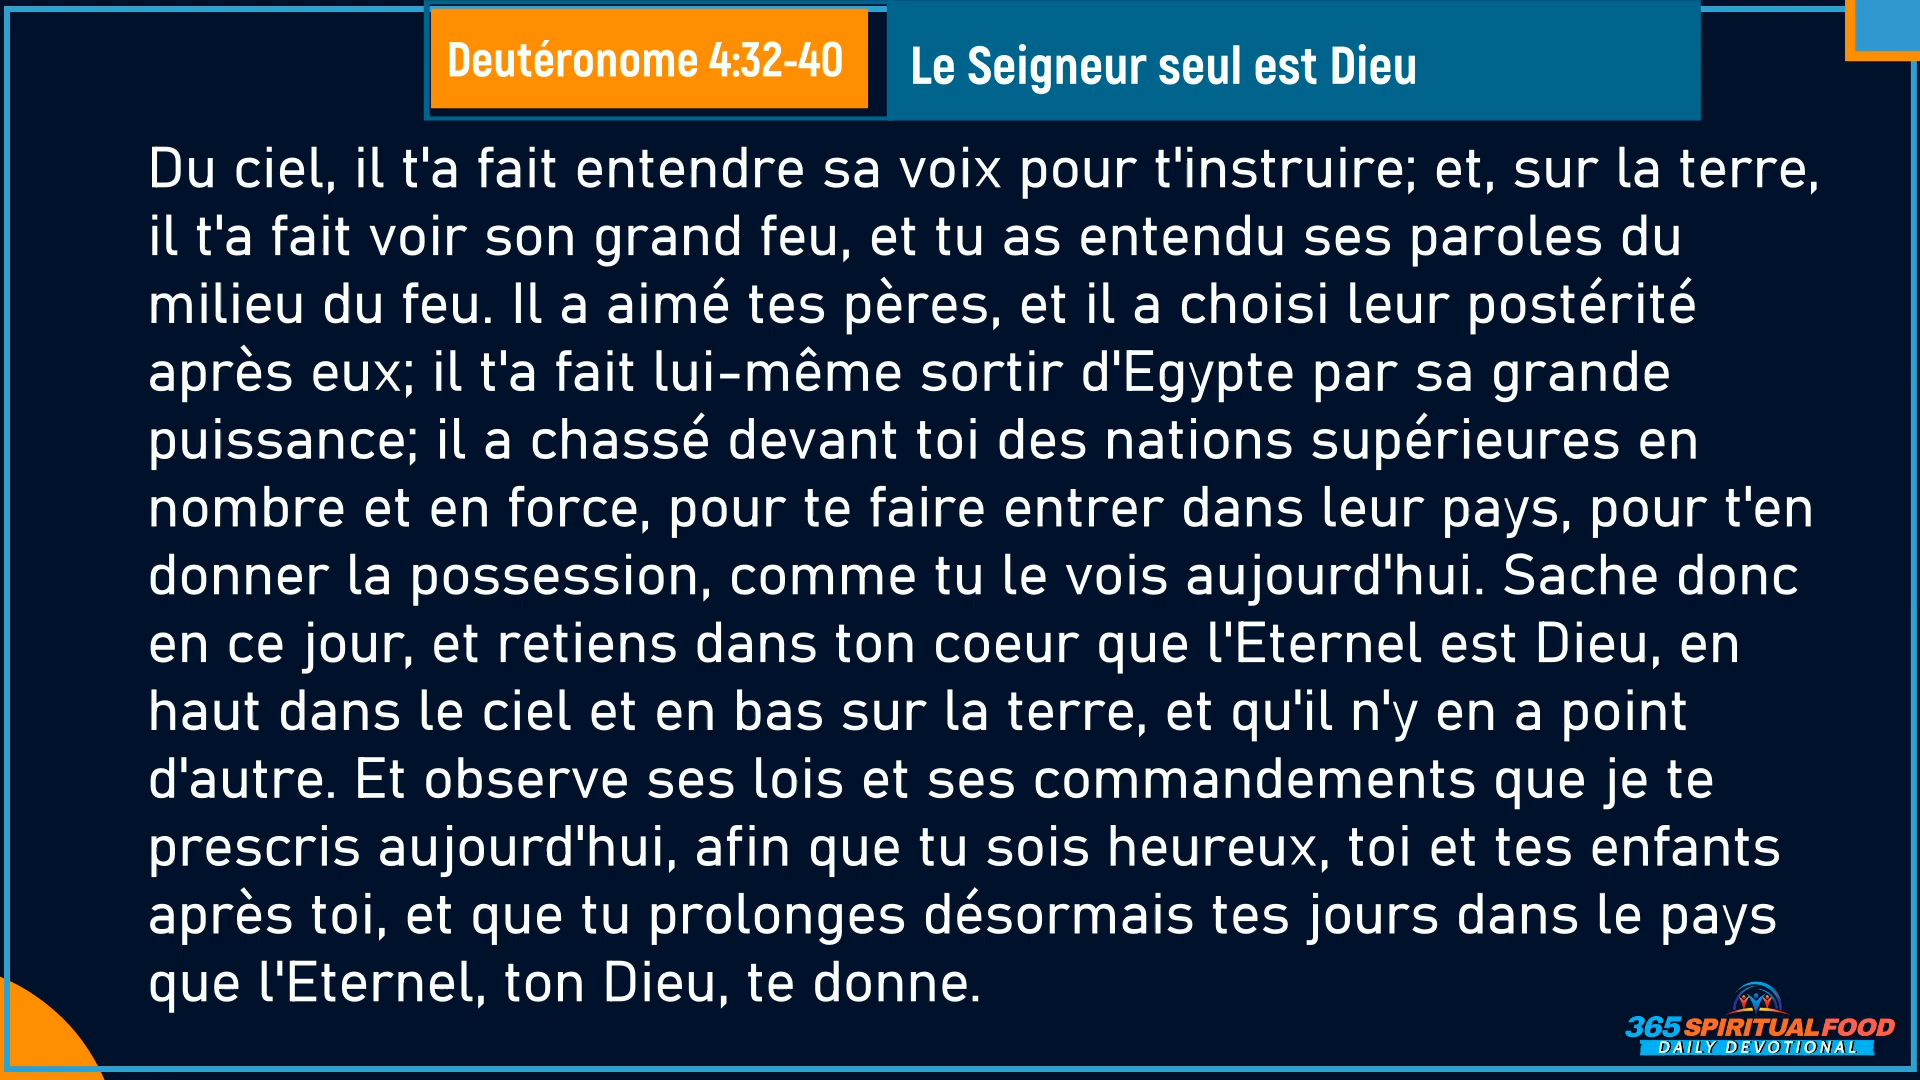 Deutéronome 4:32-40
Le Seigneur seul est Dieu
Du ciel, il t'a fait entendre sa voix pour t'instruire; et, sur la terre,
il t'a fait voir son grand feu, et tu as entendu ses paroles du
milieu du feu. Il a aimé tes pères, et il a choisi leur postérité
après eux; il t'a fait lui-même sortir d'Egypte par sa grande
puissance; il a chassé devant toi des nations supérieures en
nombre et en force, pour te faire entrer dans leur pays, pour t'en
donner la possession, comme tu le vois aujourd'hui. Sache donc
en ce jour, et retiens dans ton coeur que l'Eternel est Dieu, en
haut dans le ciel et en bas sur la terre, et qu'il n'y en a point
d'autre. Et observe ses lois et ses commandements que je te
prescris aujourd'hui, afin que tu sois heureux, toi et tes enfants
après toi, et que tu prolonges désormais tes jours dans le pays
que l'Eternel, ton Dieu, te donne.
365 SPIRITUAL FOOD
DAILY DEVOTIONAL